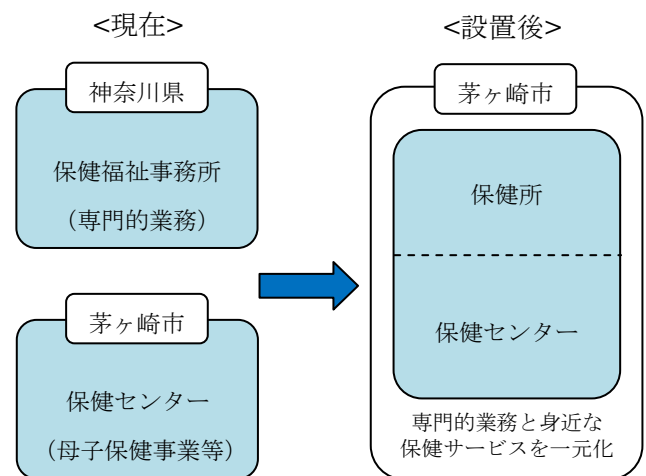 <現在>
神奈川県
保健福祉事務所
（専門的業務）
茅ヶ崎市
保健センター
（母子保健事業等）
<設置後>
茅ヶ崎市
保健所
保健センター
専門的業務と身近な
保健サービスを一元化